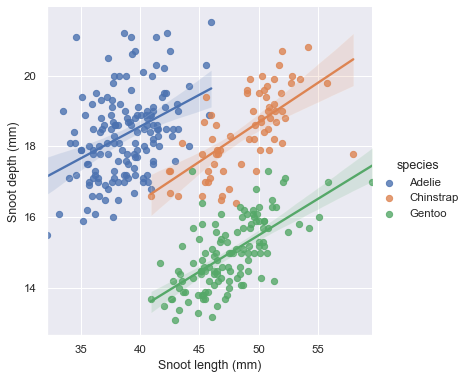 20
18
16
14
Snoot depth (mm)
35 40 45 50 55
Snoot length (mm)
species
Adelie
Chinstrap
Gentoo